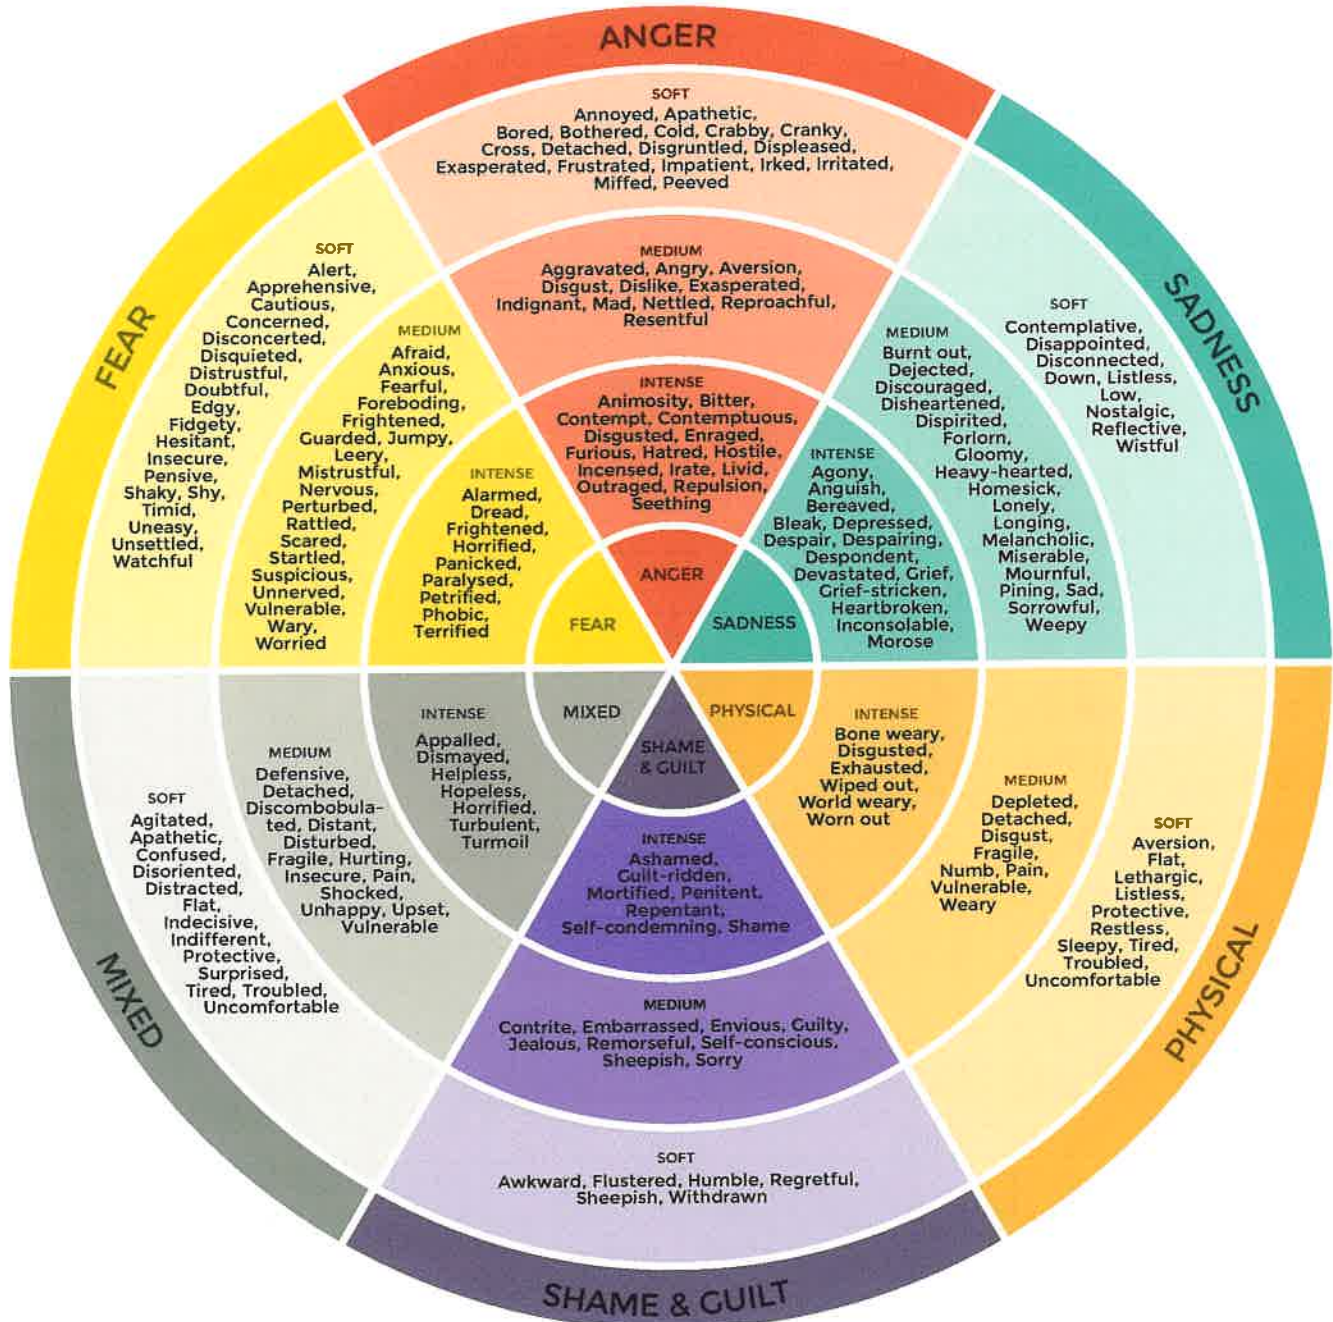 ANGER
SOFT
Annoyed, Apathetic,
Bored, Bothered, Cold, Crabby, Cranky,
Cross, Detached, Disgruntled, Displeased,
Exasperated, Frustrated, Impatient, Irked, Irritated,
Miffed, Peeved
MEDIUM
Aggravated, Angry, Aversion,
Disgust, Dislike, Exasperated,
Indignant, Mad, Nettled, Reproachful,
Resentful
INTENSE
Animosity, Bitter,
Contempt, Contemptuous,
Disgusted, Enraged,
Furious, Hatred, Hostile,
Incensed, Irate, Livid,
Outraged, Repulsion,
Seething
ANGER
SADNESS
SOFT
Contemplative,
Disappointed,
Disconnected,
Down, Listless,
Low,
Nostalgic,
Reflective,
Wistful
MEDIUM
Burnt out,
Dejected,
Discouraged,
Disheartened,
Dispirited,
Forlorn,
Gloomy,
Heavy-hearted,
Homesick,
Lonely,
Longing,
Melancholic,
Miserable,
Mournful,
Pining, Sad,
Sorrowful,
Weepy
INTENSE
Agony,
Anguish,
Bereaved,
Bleak, Depressed,
Despair, Despairing,
Despondent,
Devastated, Grief,
Grief-stricken,
Heartbroken,
Inconsolable,
Morose
SADNESS
PHYSICAL
INTENSE
Bone weary,
Disgusted,
Exhausted,
Wiped out,
World weary,
Worn out
MEDIUM
Depleted,
Detached,
Disgust,
Fragile,
Numb, Pain,
Vulnerable,
Weary
SOFT
Aversion,
Flat,
Lethargic,
Listless,
Protective,
Restless,
Sleepy, Tired,
Troubled,
Uncomfortable
PHYSICAL
SHAME
& GUILT
INTENSE
Ashamed,
Guilt-ridden,
Mortified, Penitent,
Repentant,
Self-condemning, Shame
MEDIUM
Contrite, Embarrassed, Envious, Guilty,
Jealous, Remorseful, Self-conscious,
Sheepish, Sorry
SOFT
Awkward, Flustered, Humble, Regretful,
Sheepish, Withdrawn
SHAME & GUILT
MIXED
INTENSE
Appalled,
Dismayed,
Helpless,
Hopeless,
Horrified,
Turbulent,
Turmoil
MEDIUM
Defensive,
Detached,
Discombobula-
ted, Distant,
Disturbed,
Fragile, Hurting,
Insecure, Pain,
Shocked,
Unhappy, Upset,
Vulnerable
SOFT
Agitated,
Apathetic,
Confused,
Disoriented,
Distracted,
Flat,
Indecisive,
Indifferent,
Protective,
Surprised,
Tired, Troubled,
Uncomfortable
MIXED
FEAR
SOFT
Alert,
Apprehensive,
Cautious,
Concerned,
Disconcerted,
Disquieted,
Distrustful,
Doubtful,
Edgy,
Fidgety,
Hesitant,
Insecure,
Pensive,
Shaky, Shy,
Timid,
Uneasy,
Unsettled,
Watchful
MEDIUM
Afraid,
Anxious,
Fearful,
Foreboding,
Frightened,
Guarded, Jumpy,
Leery,
Mistrustful,
Nervous,
Perturbed,
Rattled,
Scared,
Startled,
Suspicious,
Unnerved,
Vulnerable,
Wary,
Worried
INTENSE
Alarmed,
Dread,
Frightened,
Horrified,
Panicked,
Paralysed,
Petrified,
Phobic,
Terrified
FEAR